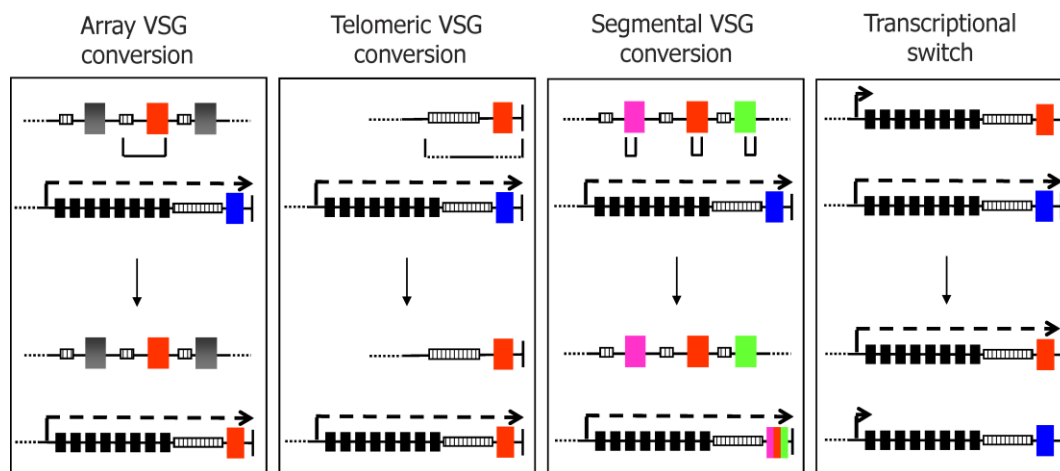 Array VSG
conversion
Telomeric VSG
conversion
Segmental VSG
conversion
Transcriptional
switch